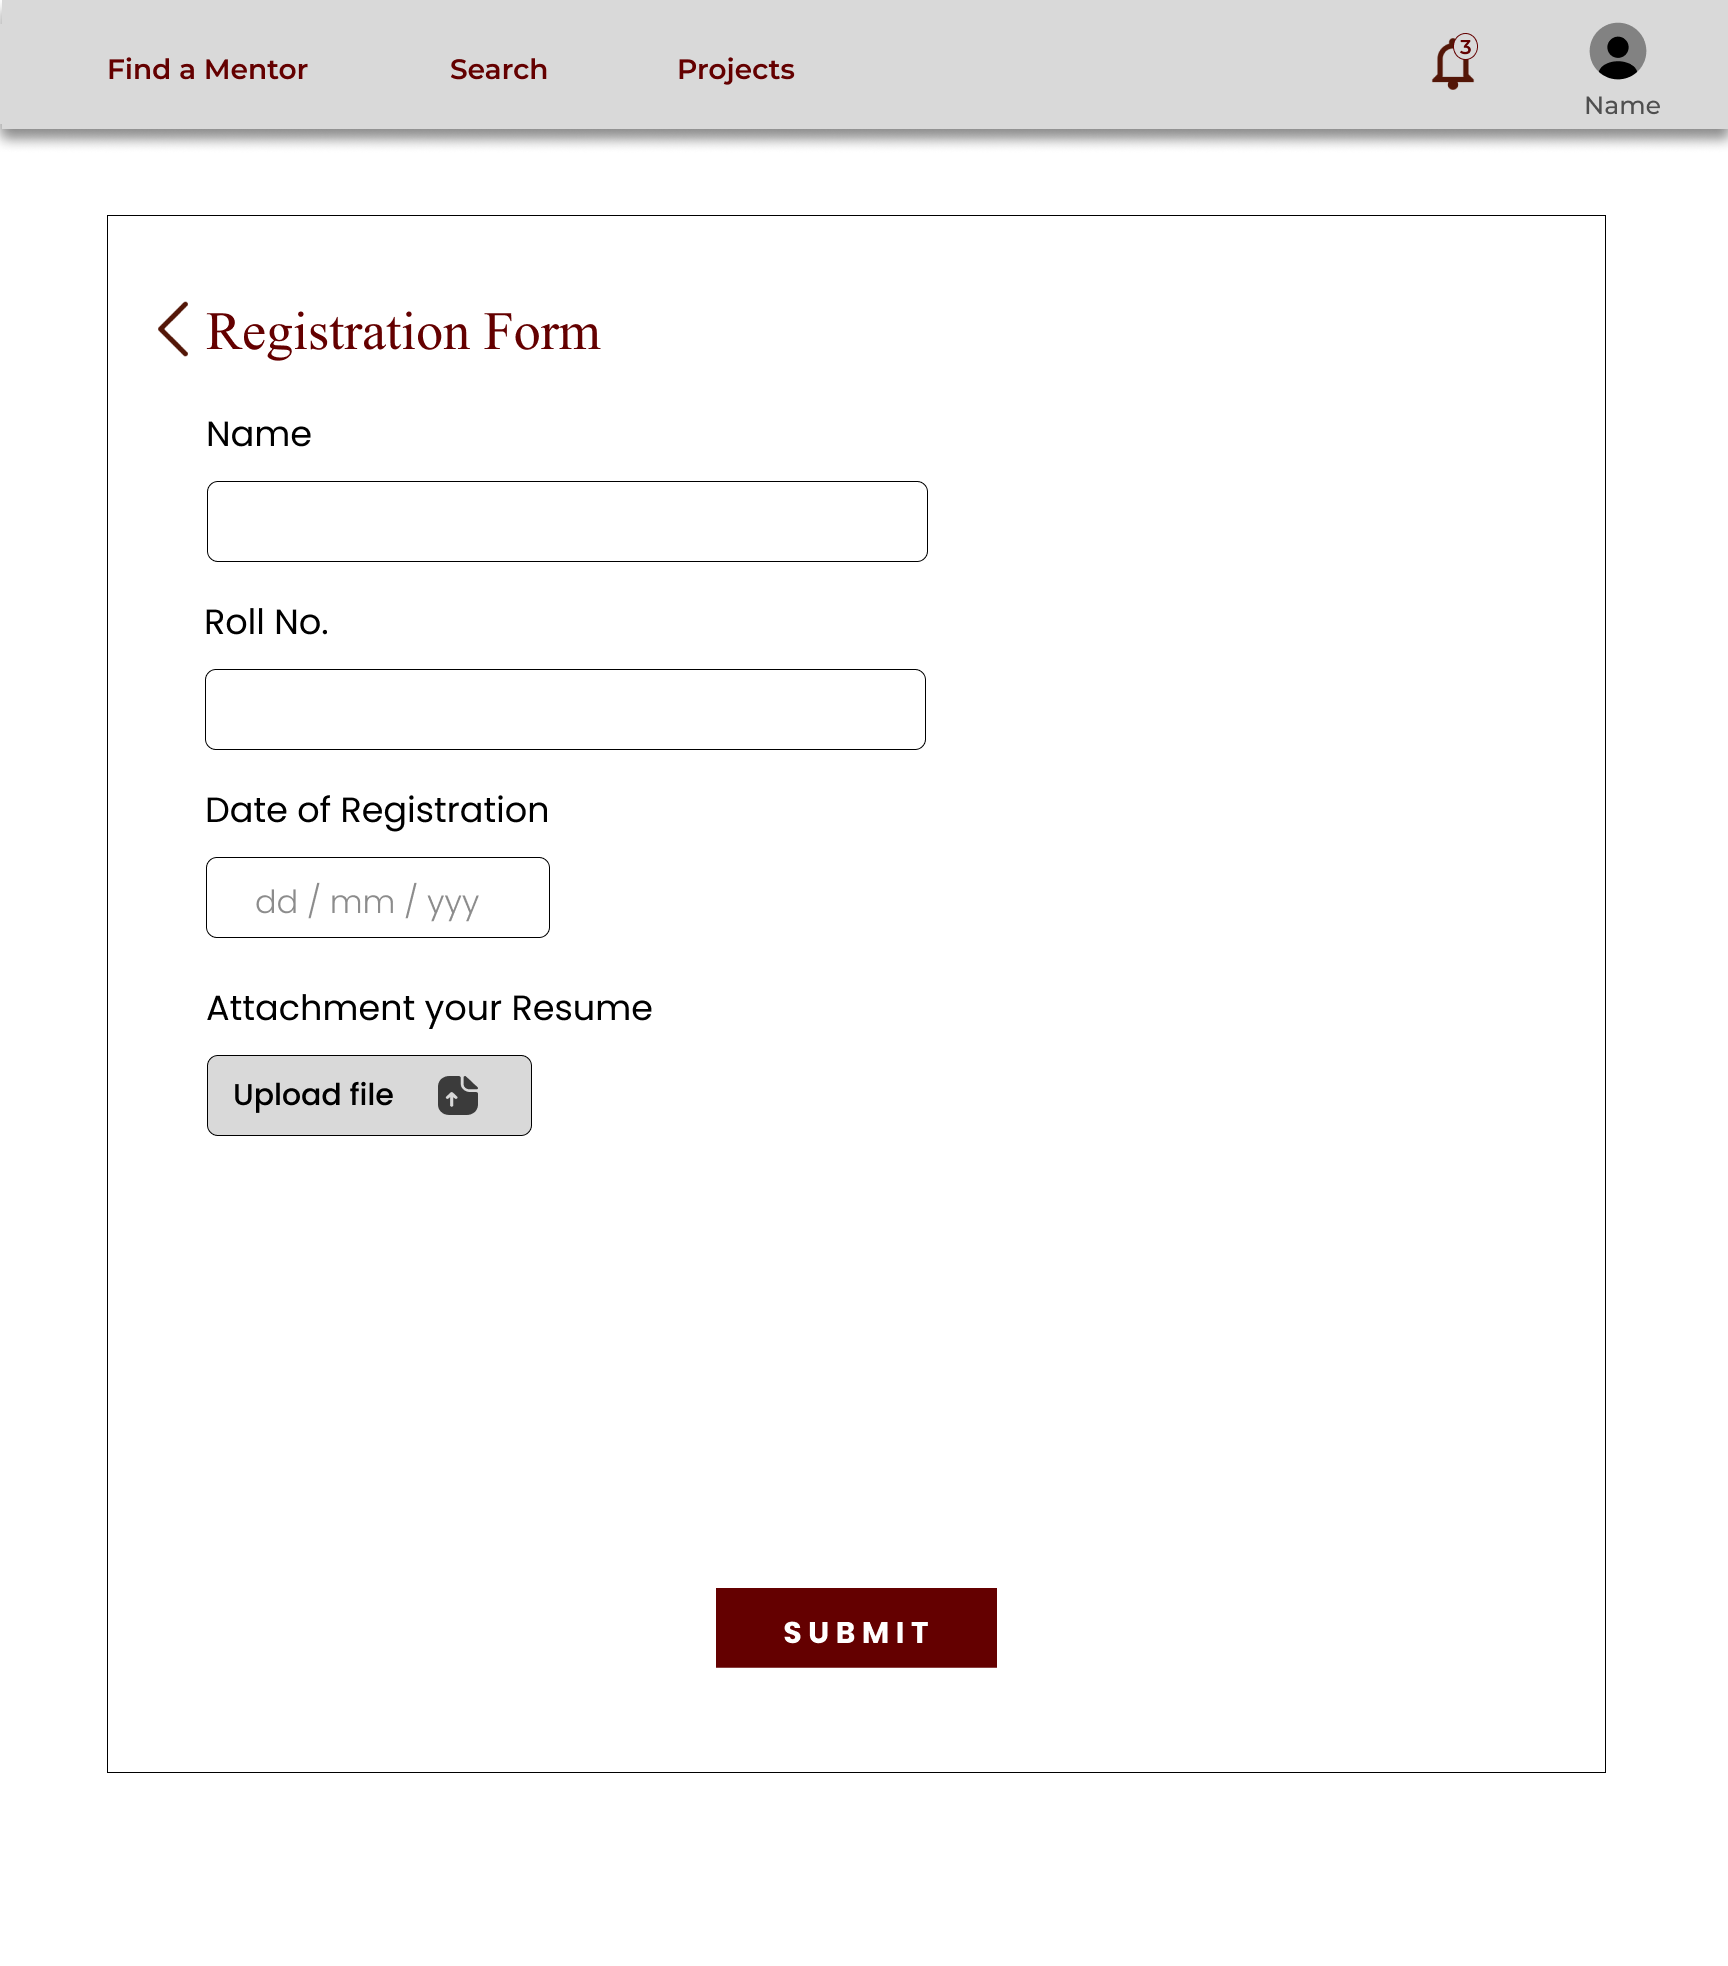 Find a Mentor Search Projects 3
Name
Registration Form
Name
Roll No.
Date of Registration
dd / mm / yyy
Attachment your Resume
Upload file
SUBMIT